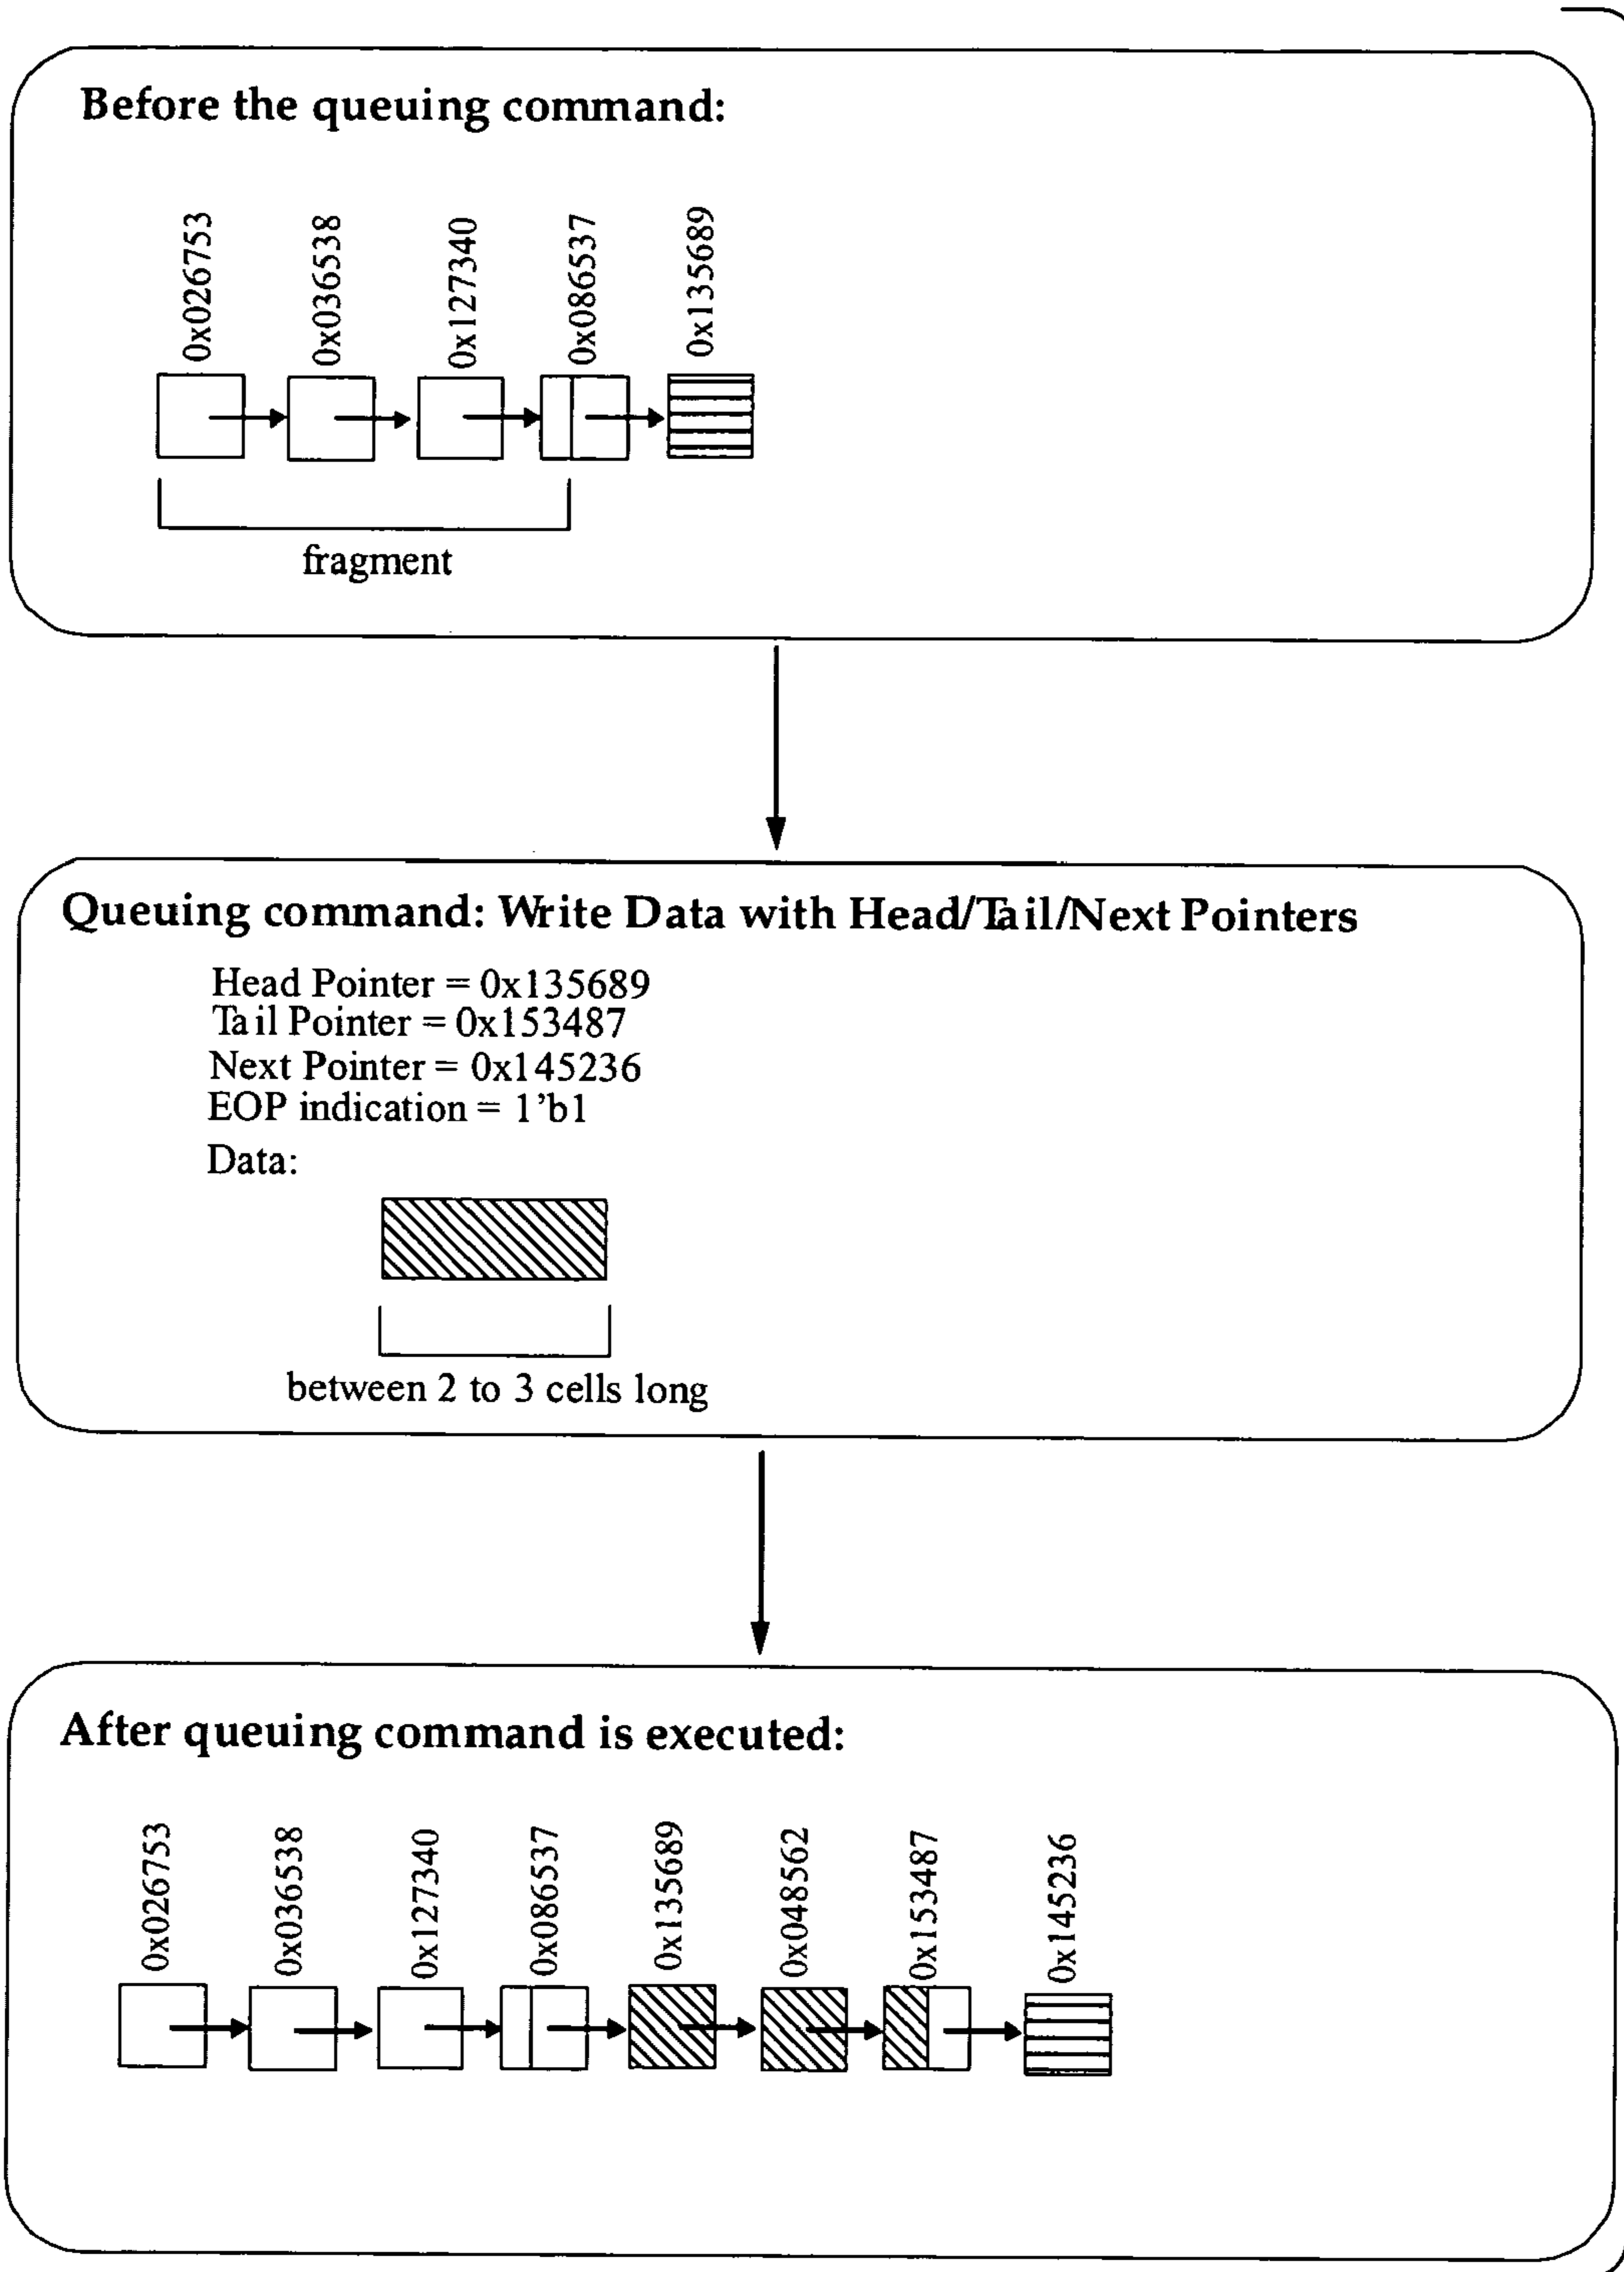 Before the queuing command:
0x026753
0x036538
0x127340
0x086537
0x135689
fragment
Queuing command: Write Data with Head/Tail/Next Pointers
Head Pointer = 0x135689
Tail Pointer = 0x153487
Next Pointer = 0x145236
EOP indication = 1’b1
Data:
between 2 to 3 cells long
After queuing command is executed:
0x026753
0x036538
0x127340
0x086537
0x135689
0x048562
0x153487
0x145236